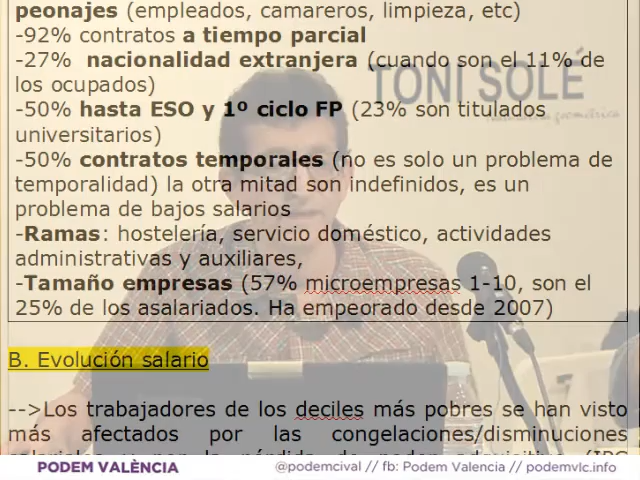 peonajes (empleados, camareros, limpieza, etc)
-92% contratos a tiempo parcial
-27% nacionalidad extranjera (cuando son el 11% de
los ocupados)
-50% hasta ESO y 1º ciclo FP (23% son titulados
universitarios)
-50% contratos temporales (no es solo un problema de
temporalidad) la otra mitad son indefinidos, es un
problema de bajos salarios
-Ramas: hostelería, servicio doméstico, actividades
administrativas y auxiliares,
-Tamaño empresas (57% microempresas 1-10, son el
25% de los asalariados. Ha empeorado desde 2007)
TONI SOLÉ
geométrica
B. Evolución salario
-->Los trabajadores de los deciles más pobres se han visto
más afectados por las congelaciones/disminuciones
PODEM VALÈNCIA
@podemcival // fb: Podem Valencia // podemvlc.info